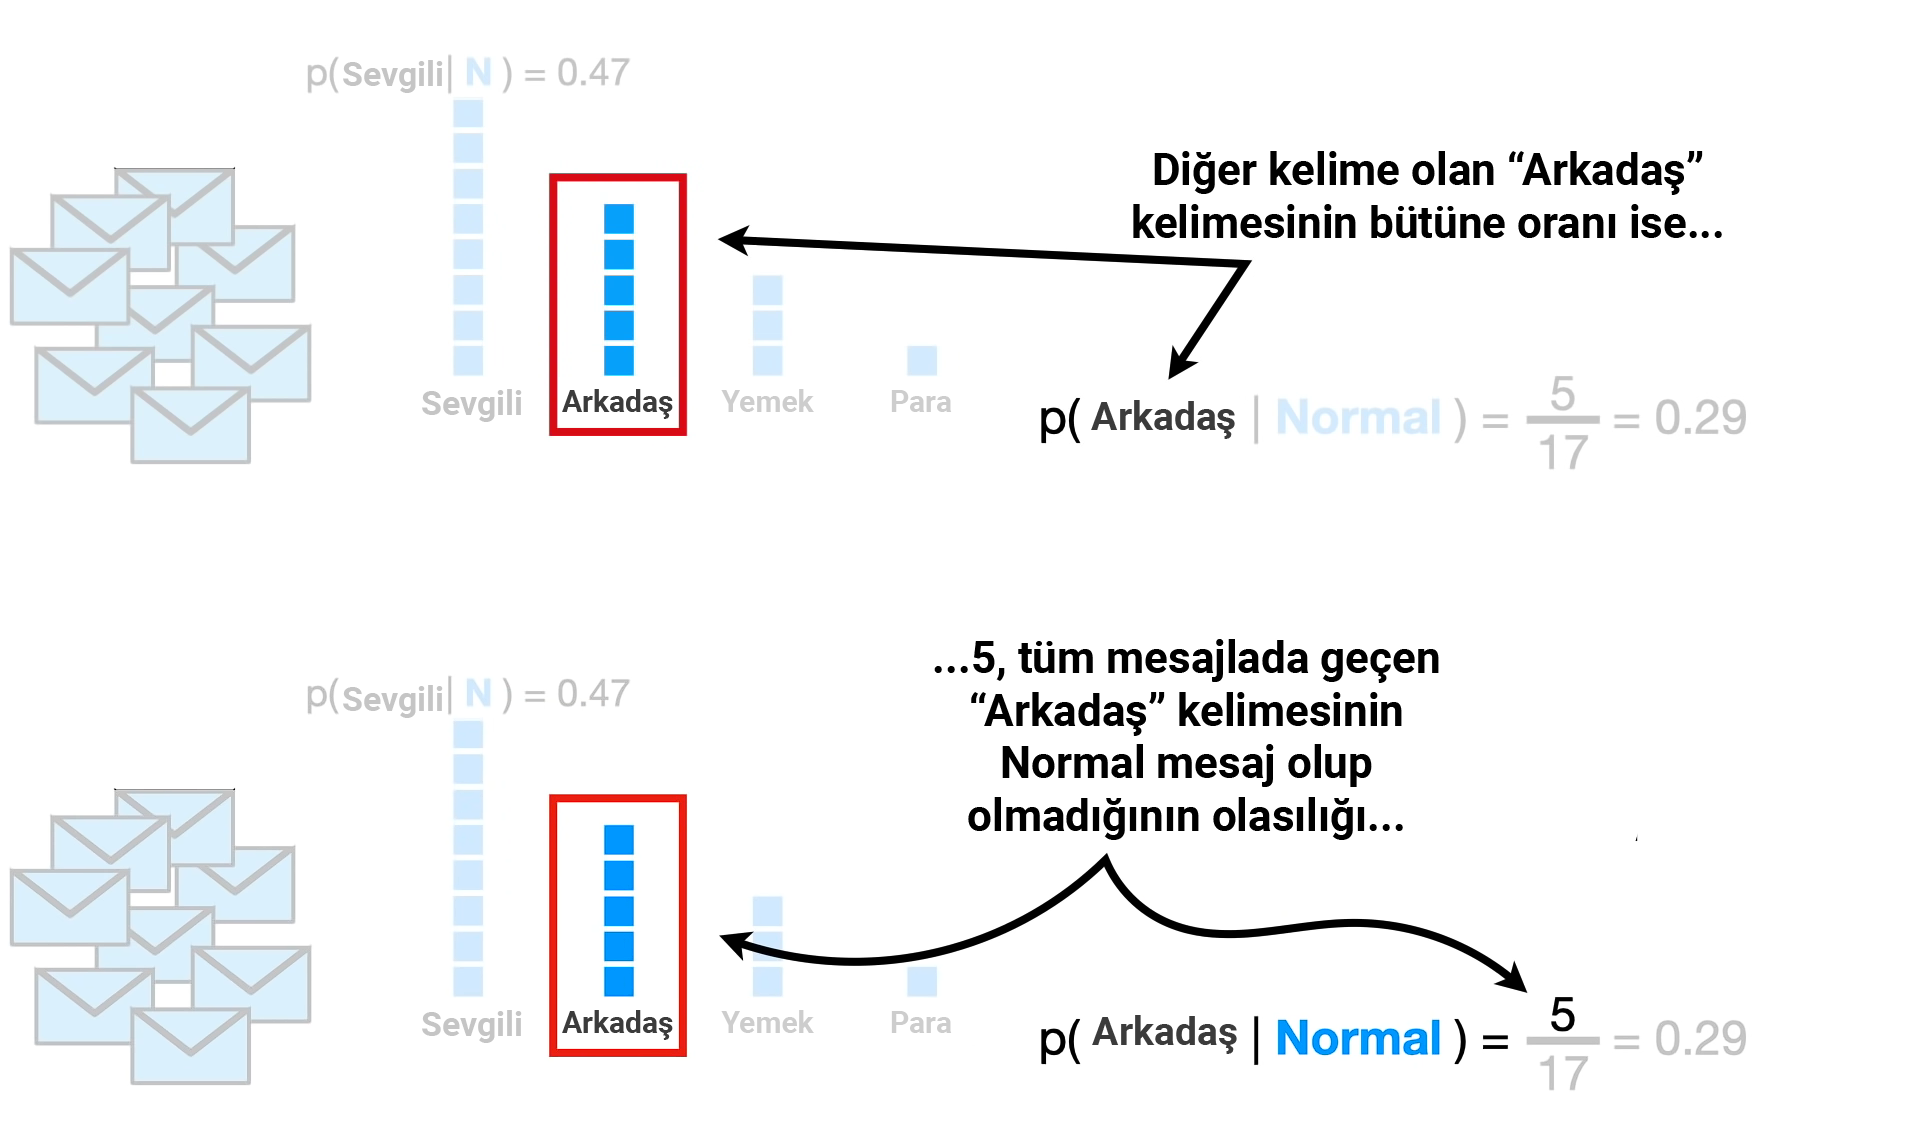 p(Sevgili| N ) = 0.47
Diğer kelime olan “Arkadaş”
kelimesinin bütüne oranı ise...
Sevgili Arkadaş Yemek Para
p( Arkadaş | Normal ) = 5/17 = 0.29
...5, tüm mesajlada geçen
“Arkadaş” kelimesinin
Normal mesaj olup
olmadığının olasılığı...
p(Sevgili| N ) = 0.47
Sevgili Arkadaş Yemek Para
p( Arkadaş | Normal ) = 5/17 = 0.29